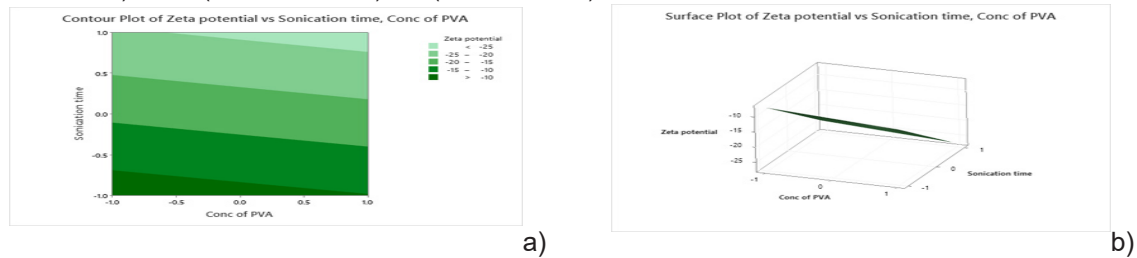 Contour Plot of Zeta potential vs Sonication time, Conc of PVA
Zeta potential
< -25
-25 – -20
-20 – -15
-15 – -10
> -10
Sonication time
1.0
0.5
0.0
-0.5
-1.0
-1.0 -0.5 0.0 0.5 1.0
Conc of PVA
a)
Surface Plot of Zeta potential vs Sonication time, Conc of PVA
Zeta potential
-10
-15
-20
-25
-1 0 1
Conc of PVA
1
0
-1
Sonication time
b)